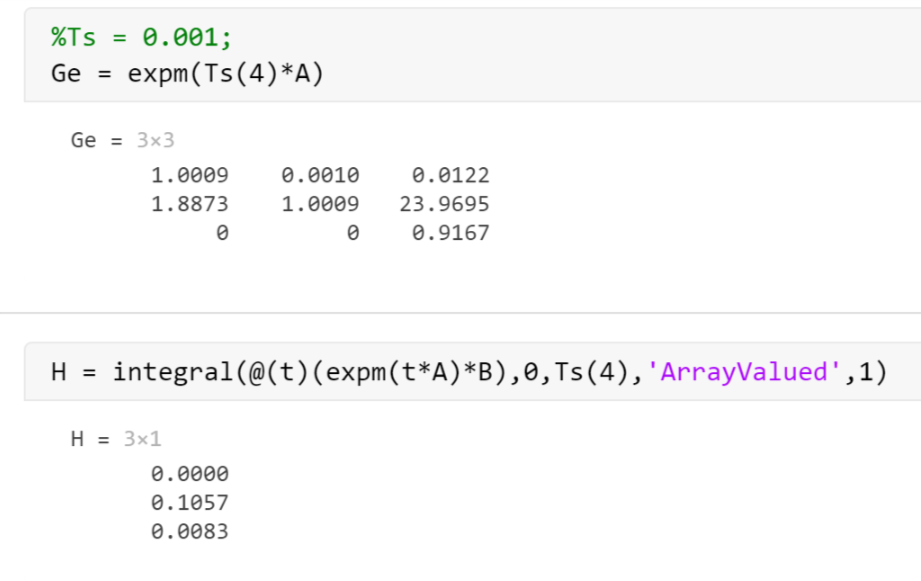 %Ts = 0.001;
Ge = expm(Ts(4)*A)
Ge = 3×3
1.0009 0.0010 0.0122
1.8873 1.0009 23.9695
0 0 0.9167
H = integral(@(t)(expm(t*A)*B),0,Ts(4),'ArrayValued',1)
H = 3×1
0.0000
0.1057
0.0083